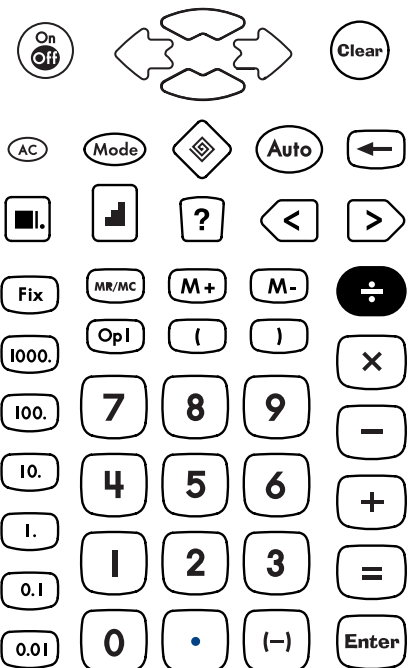 On
Off
Clear
AC
Mode
Auto
←
?
<
>
Fix
MR/MC
M+
M-
÷
Op1
(
)
1000.
×
7
8
9
100.
−
4
5
6
10.
+
1
2
3
1.
=
0.1
0
.
(–)
Enter
0.01